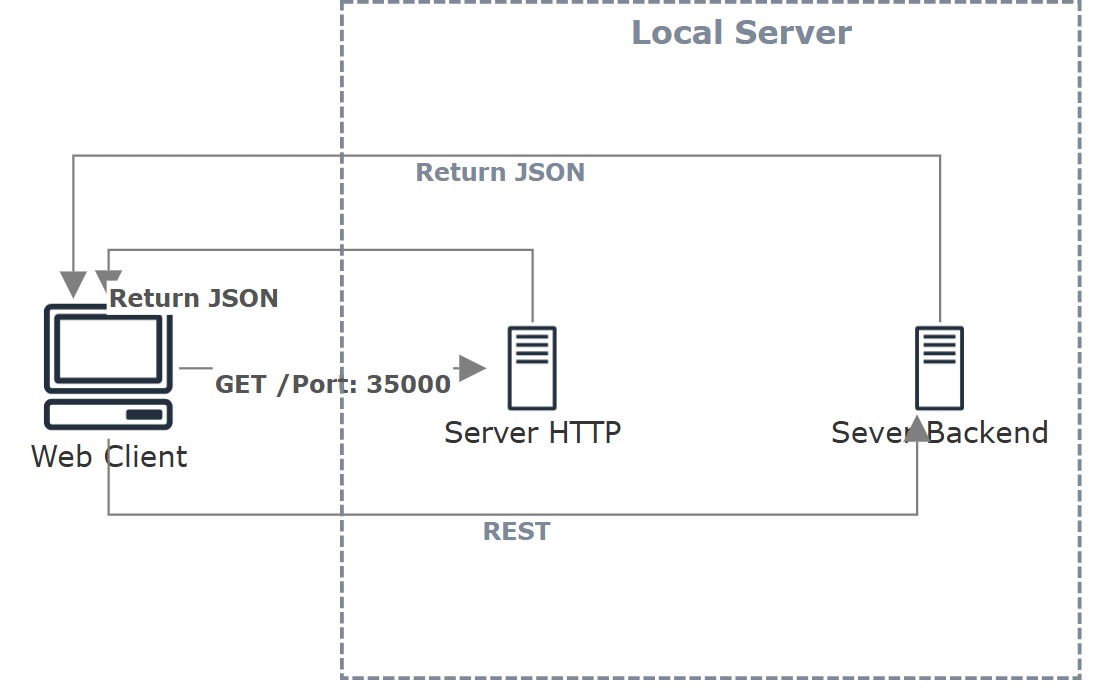 Local Server
Return JSON
Return JSON
GET /Port: 35000
Server HTTP
Sever Backend
Web Client
REST